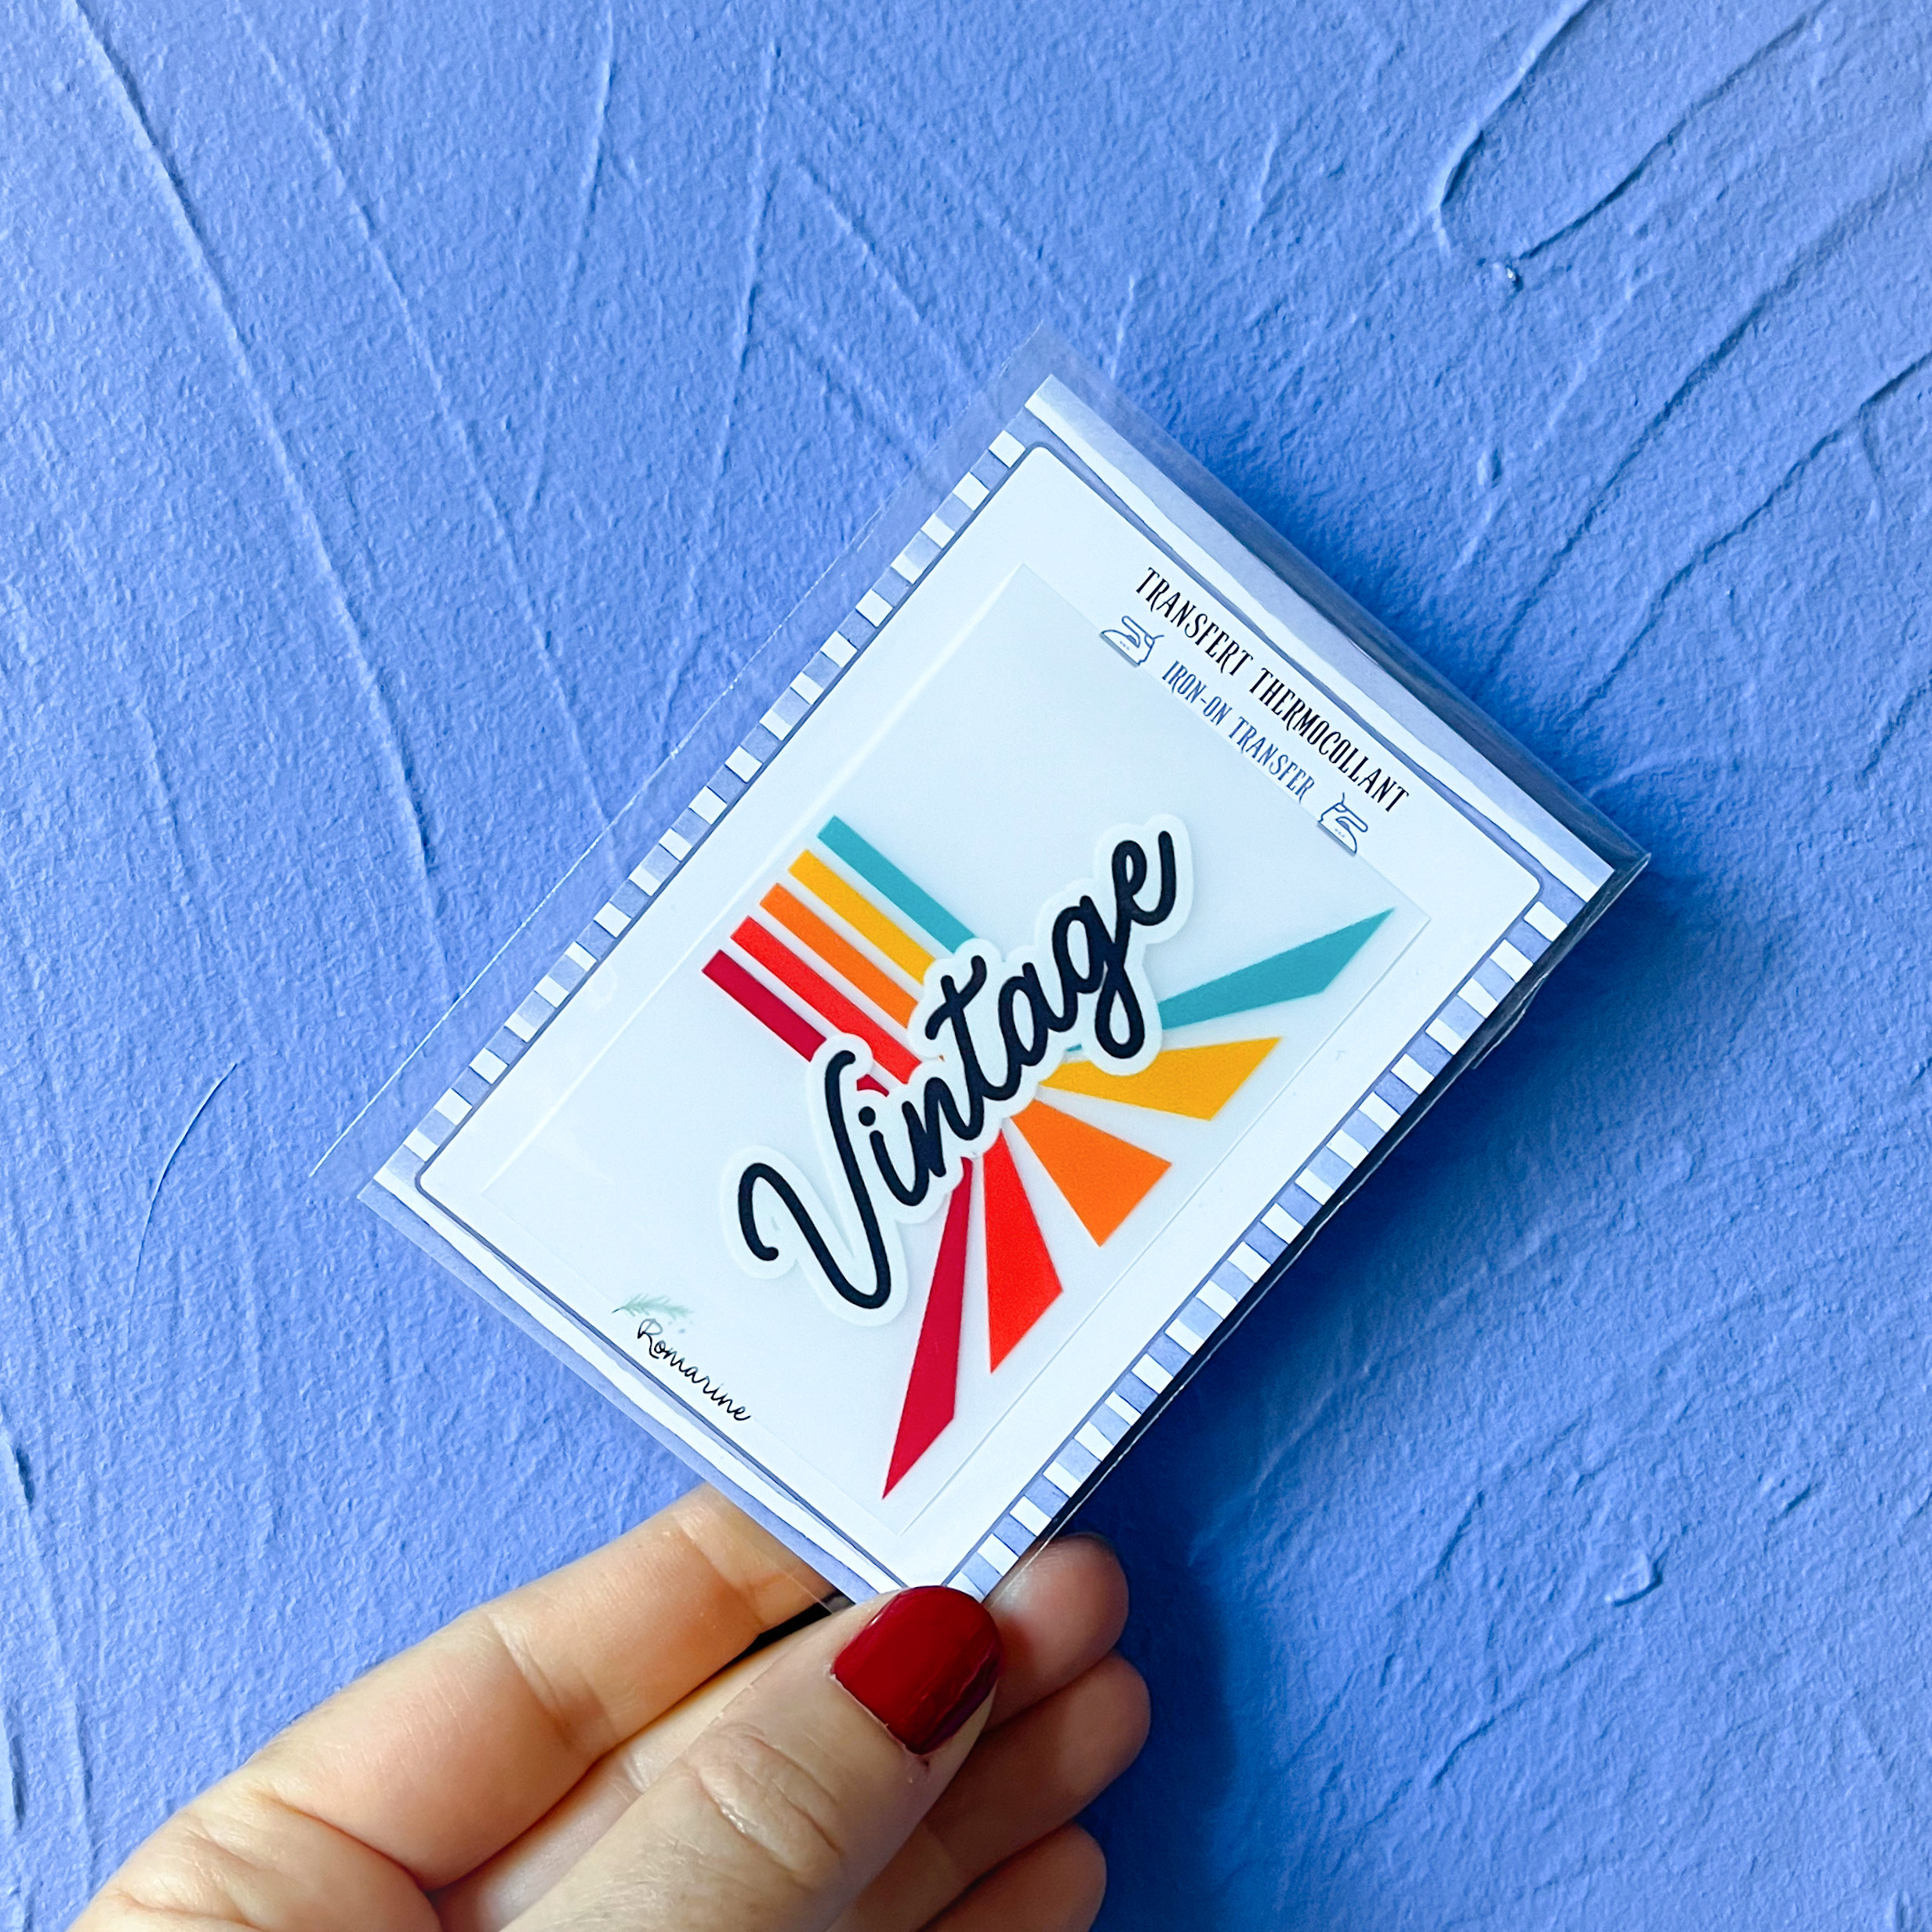 TRANSFERT THERMOCOLLANT
IRON-ON TRANSFER
Vintage
Romarine